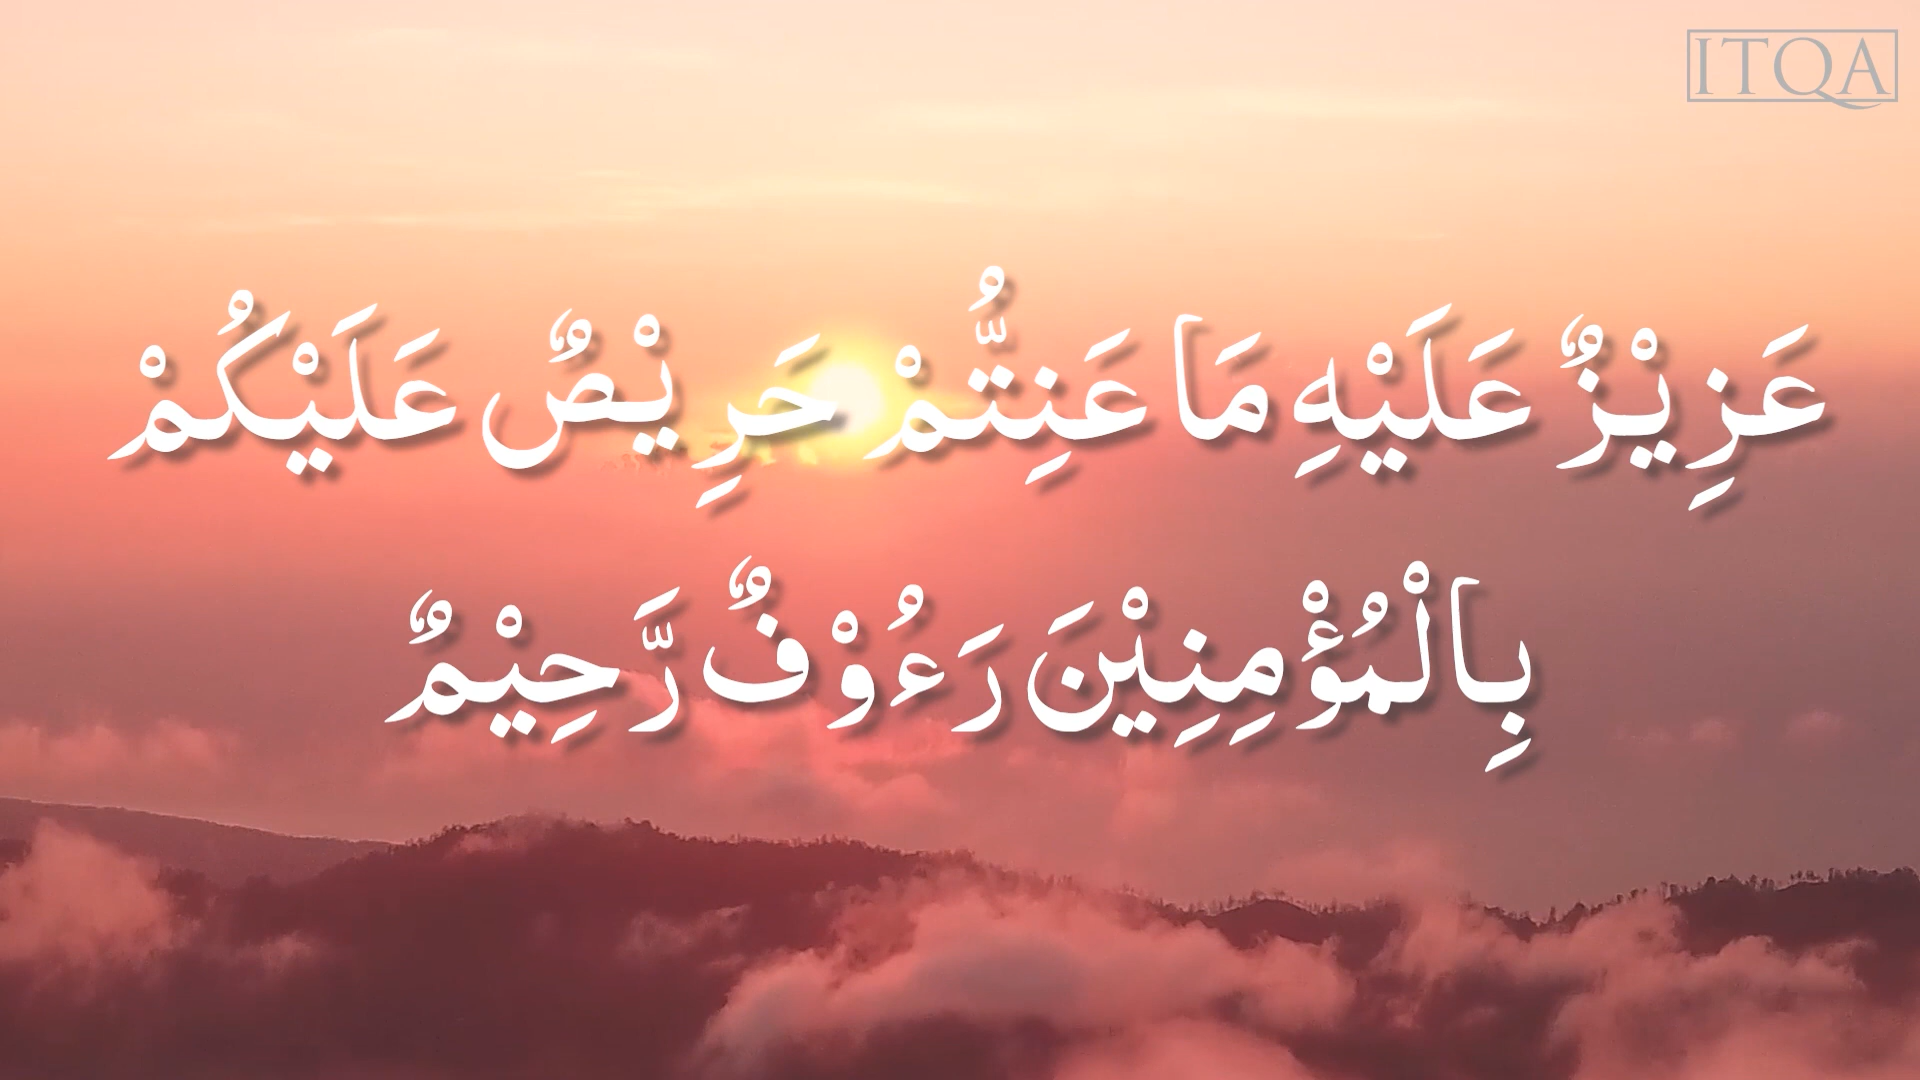 ITQA
عَزِيْزٌ عَلَيْهِ مَا عَنِتُّمْ حَرِيْصٌ عَلَيْكُمْ
بِالْمُؤْمِنِيْنَ رَءُوْفٌ رَّحِيْمٌ